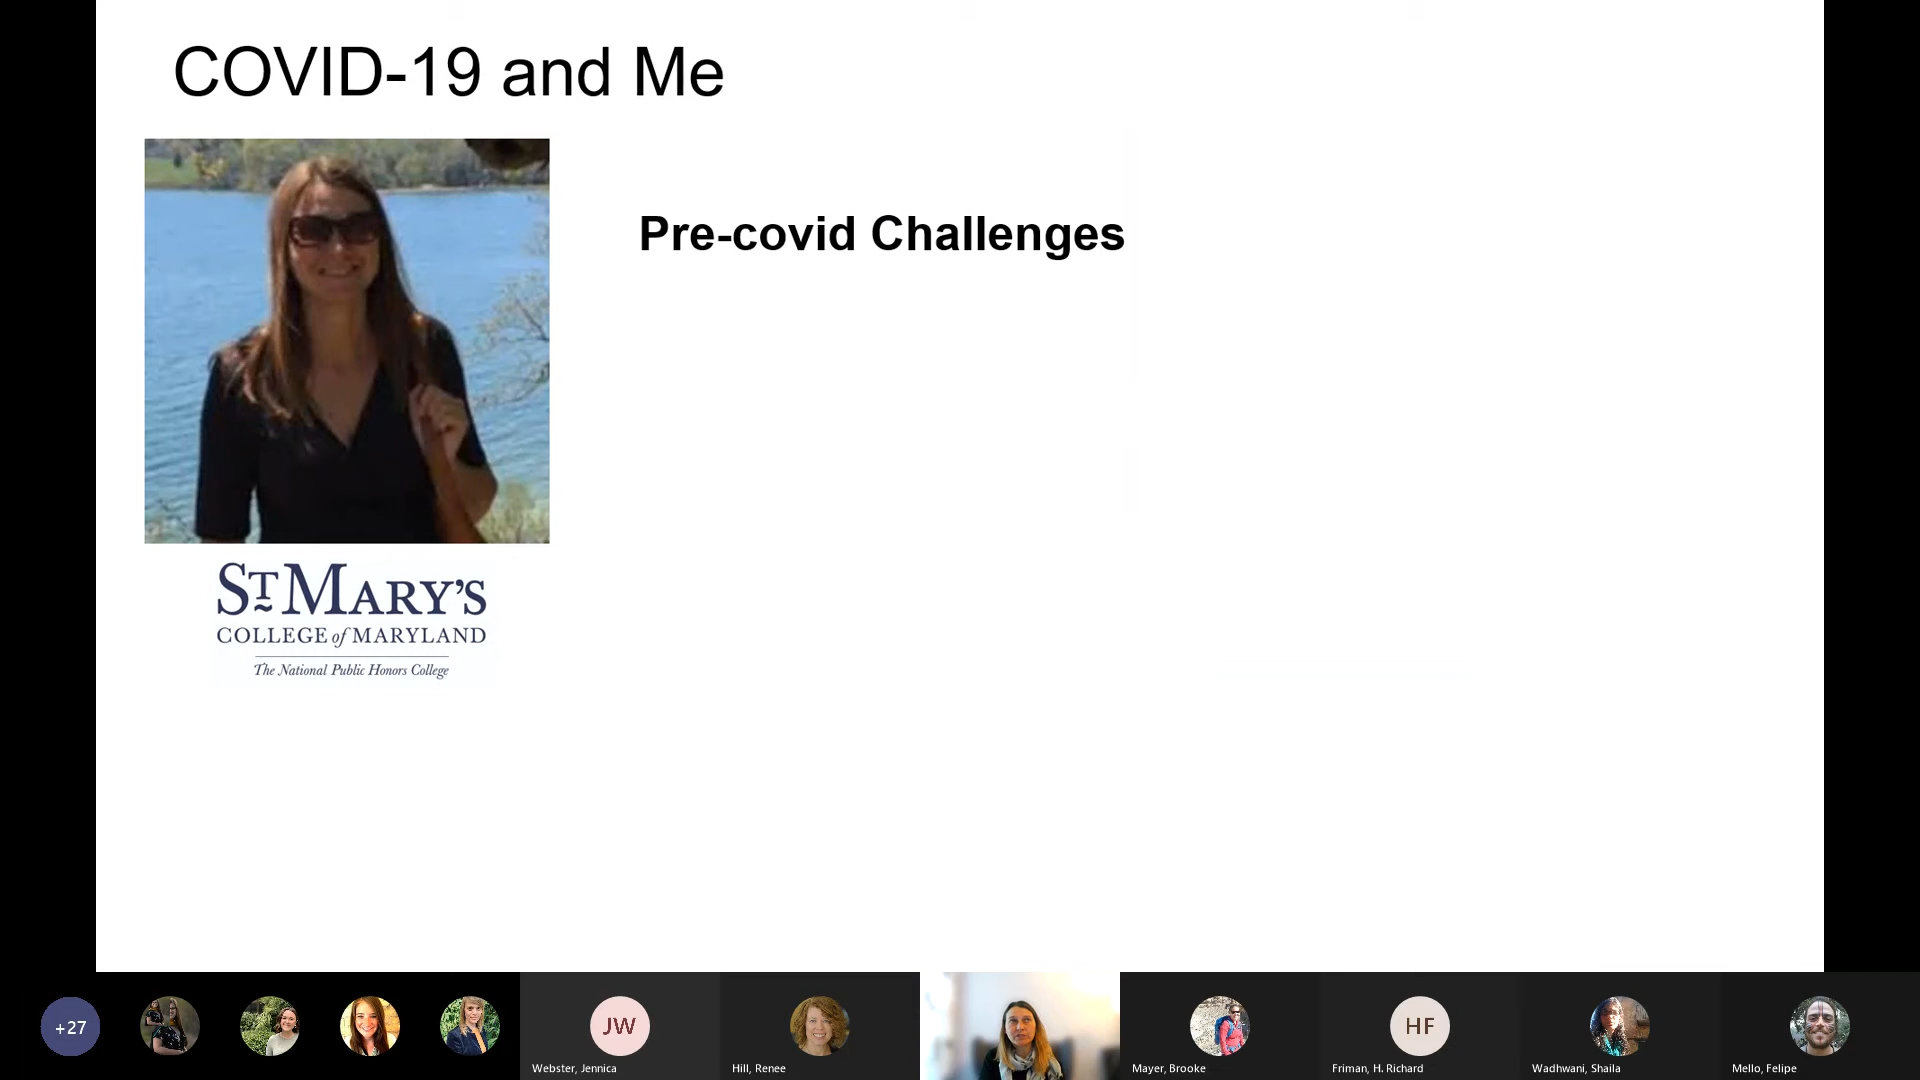 COVID-19 and Me
Pre-covid Challenges
ST MARY'S
COLLEGE of MARYLAND
The National Public Honors College
+27
JW
HF
Webster, Jennica
Hill, Renee
Mayer, Brooke
Friman, H. Richard
Wadhwani, Shaila
Mello, Felipe